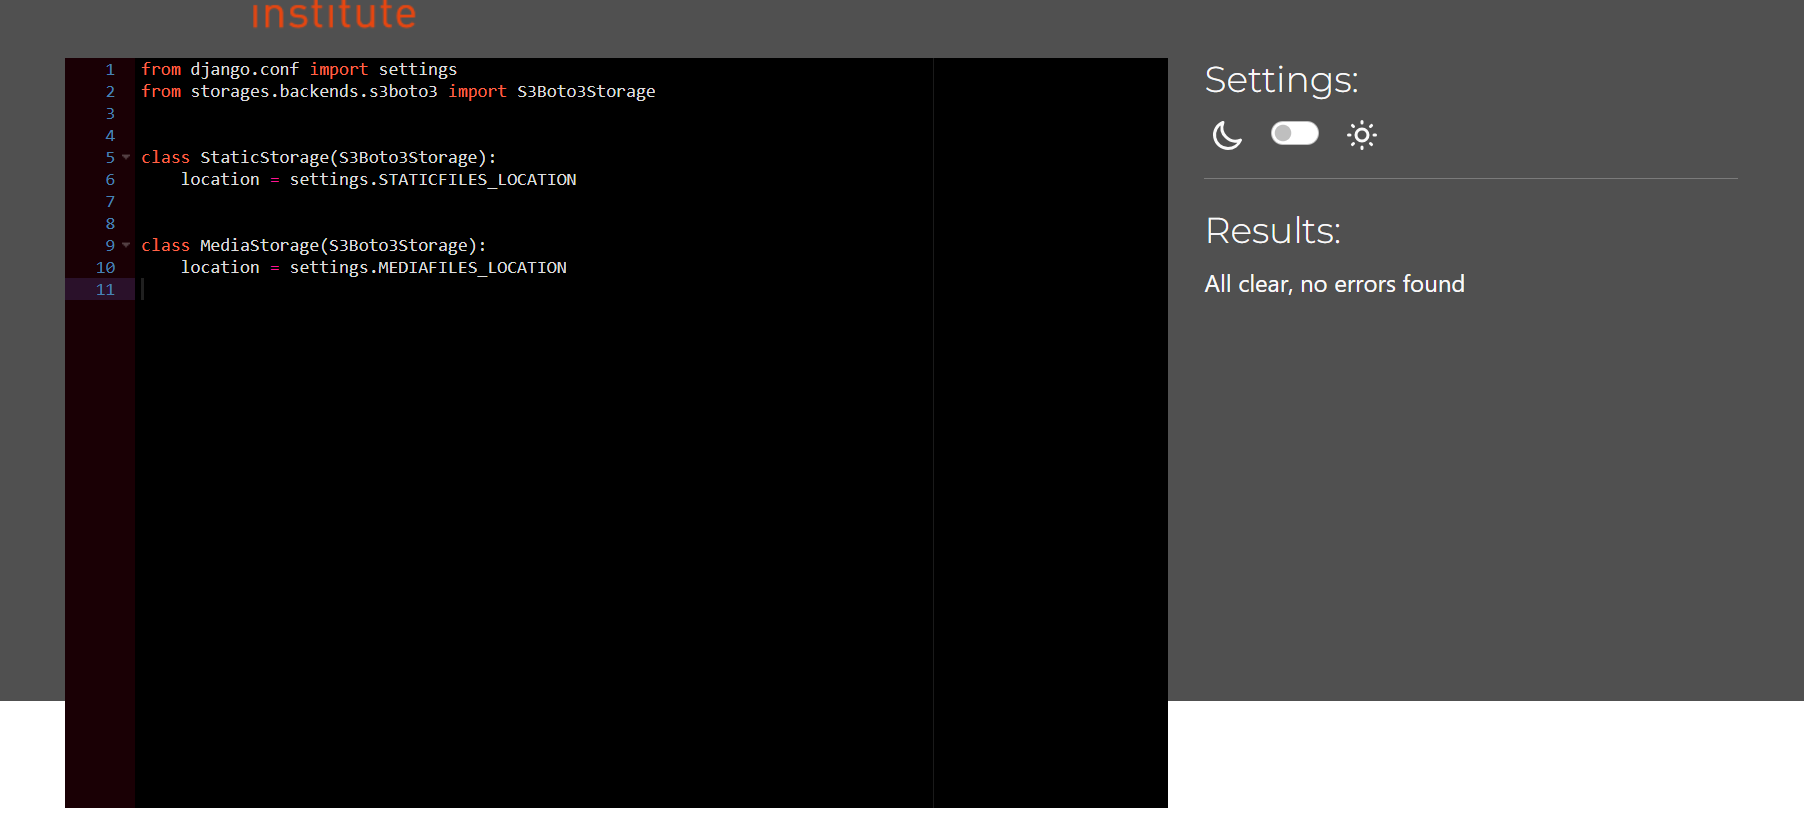 institute
1 from django.conf import settings
2 from storages.backends.s3boto3 import S3Boto3Storage
3
4
5 class StaticStorage(S3Boto3Storage):
6     location = settings.STATICFILES_LOCATION
7
8
9 class MediaStorage(S3Boto3Storage):
10     location = settings.MEDIAFILES_LOCATION
11
Settings:
Results:
All clear, no errors found